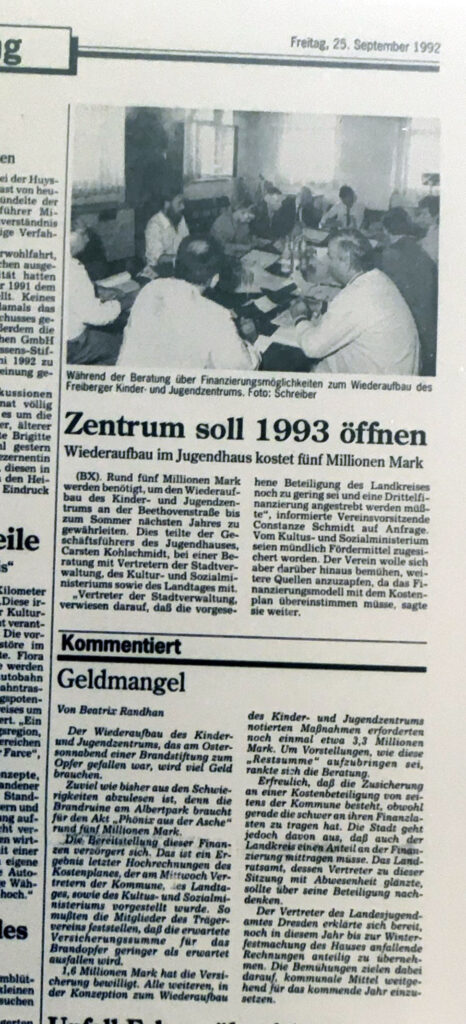 g
Freitag, 25. September 1992
Während der Beratung über Finanzierungsmöglichkeiten zum Wiederaufbau des
Freiberger Kinder- und Jugendzentrums. Foto: Schreiber
Zentrum soll 1993 öffnen
Wiederaufbau im Jugendhaus kostet fünf Millionen Mark
(BX). Rund fünf Millionen Mark
werden benötigt, um den Wiederauf-
bau des Kinder- und Jugendzen-
trums an der Beethovenstraße bis
zum Sommer nächsten Jahres zu
gewährleiten. Dies teilte der Ge-
schäftsführers des Jugendhauses,
Carsten Kohlschmidt, bei einer Be-
ratung mit Vertretern der Stadtver-
waltung, des Kultur- und Sozialmi-
nisteriums sowie des Landtages mit.
„Vertreter der Stadtverwaltung,
verwiesen darauf, daß die vorgese-
hene Beteiligung des Landkreises
noch zu gering sei und eine Drittelfi-
nanzierung angestrebt werden müß-
te", informierte Vereinsvorsitzende
Constanze Schmidt auf Anfrage.
Vom Kultus- und Sozialministerium
seien mündlich Fördermittel zugesi-
chert worden. Der Verein wolle sich
aber darüber hinaus bemühen, wei-
tere Quellen anzuzapfen, da das Fi-
nanzierungsmodell mit dem Kosten-
plan übereinstimmen müsse, sagte
sie weiter.
Kommentiert
Geldmangel
Von Beatrix Randhan
Der Wiederaufbau des Kinder-
und Jugendzentrums, das am Oster-
sonnabend einer Brandstiftung zum
Opfer gefallen war, wird viel Geld
brauchen.
Zuviel wie bisher aus den Schwie-
rigkeiten abzulesen ist, denn die
Brandruine am Albertpark braucht
für den Akt „Phönix aus der Asche"
rund fünf Millionen Mark.
Die Bereitstellung dieser Finan-
zen verzörgert sich. Das ist ein Er-
gebnis letzter Hochrechnungen des
Kostenplanes, der am Mittwoch Ver-
tretern der Kommune, des Landta-
ges, sowie des Kultus- und Sozialmi-
nisteriums vorgestellt wurde. So
mußten die Mitglieder des Träger-
vereins feststellen, daß die erwartete
Versicherungssumme für das
Brandopfer geringer als erwartet
ausfallen wird.
1,6 Millionen Mark hat die Versi-
cherung bewilligt. Alle weiteren, in
der Konzeption zum Wiederaufbau
des Kinder- und Jugendzentrums
notierten Maßnahmen erforderten
noch einmal etwa 3,3 Millionen
Mark. Um Vorstellungen, wie diese
„Restsumme" aufzubringen sei,
rankte sich die Beratung.
Erfreulich, daß die Zusicherung
an einer Kostenbeteiligung von sei-
tens der Kommune besteht, obwohl
gerade die schwer an ihren Finanzla-
sten zu tragen hat. Die Stadt geht
jedoch davon aus, daß auch der
Landkreis einen Anteil an der Finan-
zierung mittragen müsse. Das Land-
ratsamt, dessen Vertreter zu dieser
Sitzung mit Abwesenheit glänzte,
sollte über seine Beteiligung nach-
denken.
Der Vertreter des Landesjugend-
amtes Dresden erklärte sich bereit,
noch in diesem Jahr bis zur Winter-
festmachung des Hauses anfallende
Rechnungen anteilig zu überneh-
men. Die Bemühungen zielen dabei
darauf, kommunale Mittel weitge-
hend für das kommende Jahr einzu-
setzen.